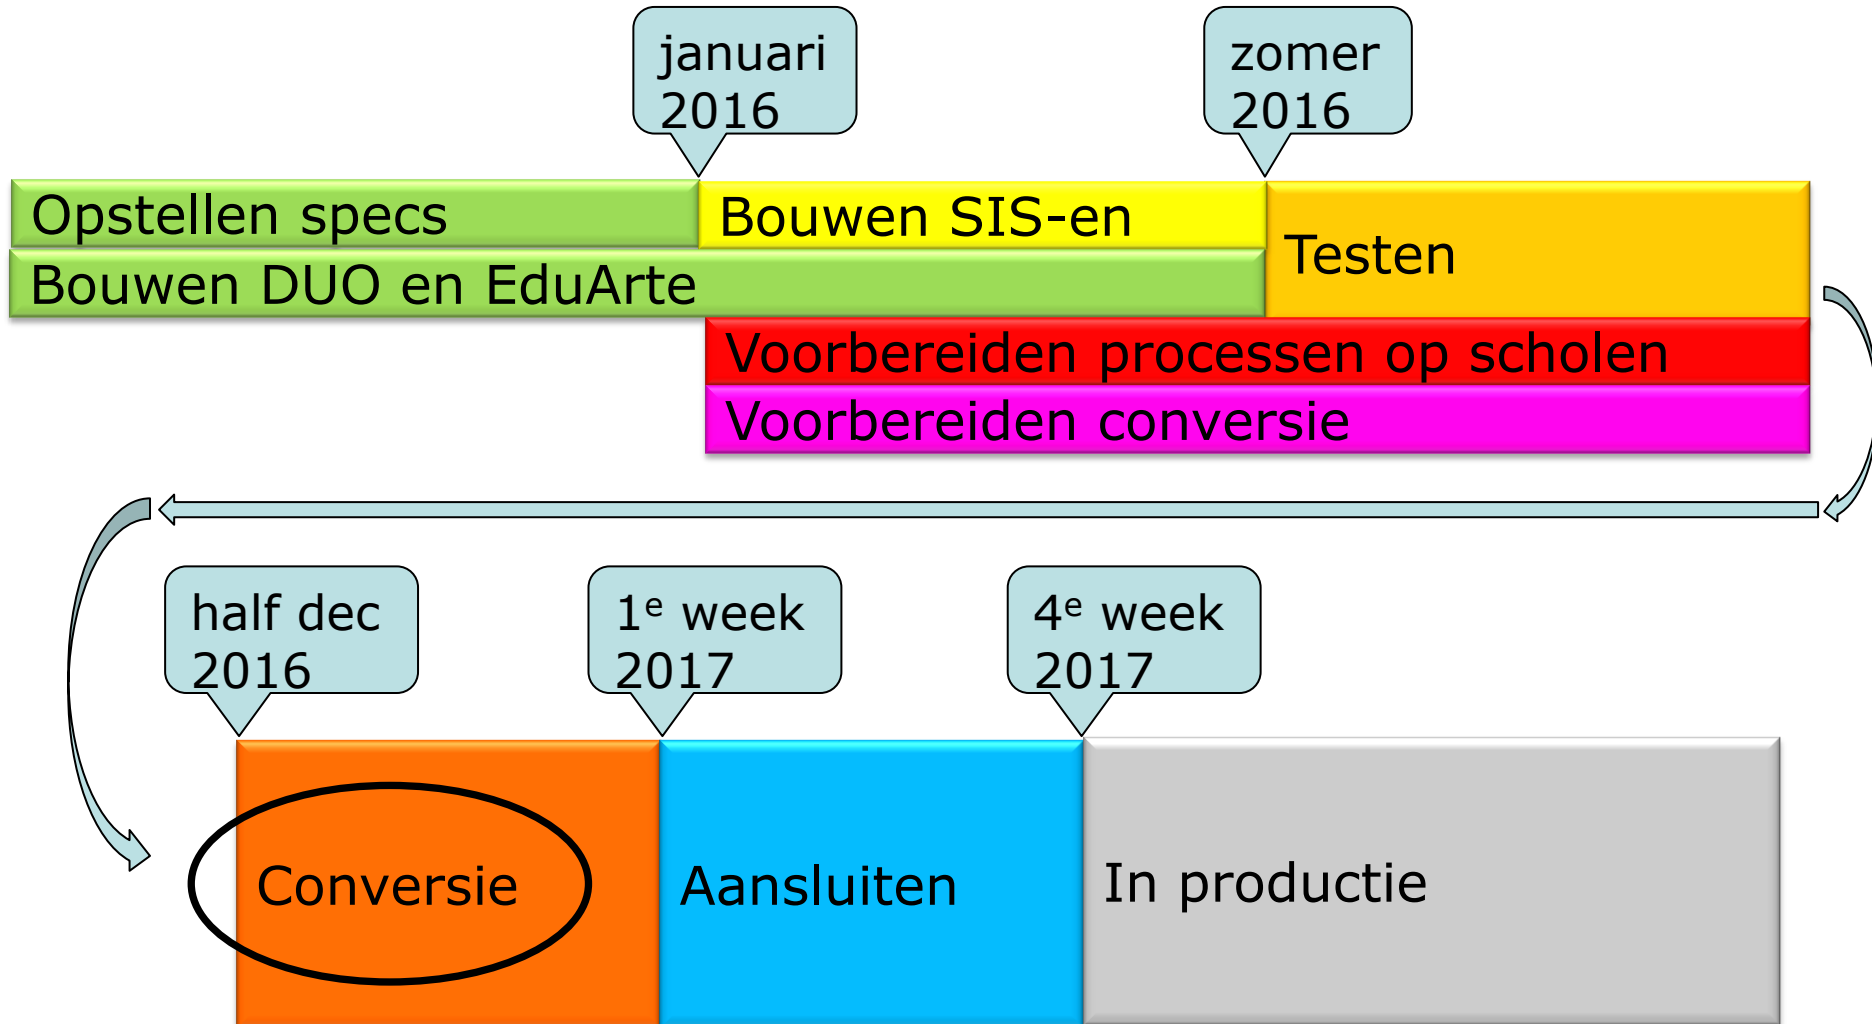 januari
2016
zomer
2016
Opstellen specs
Bouwen SIS-en
Testen
Bouwen DUO en EduArte
Voorbereiden processen op scholen
Voorbereiden conversie
half dec
2016
1e week
2017
4e week
2017
Conversie
Aansluiten
In productie